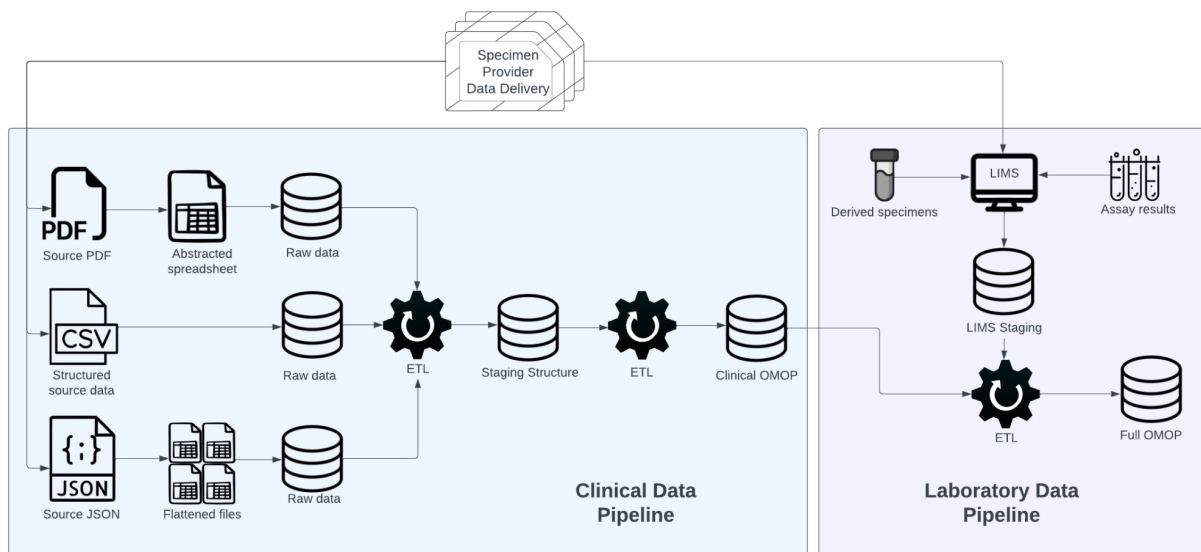 Specimen
Provider
Data Delivery
PDF
Source PDF
Abstracted
spreadsheet
Raw data
CSV
Structured
source data
Raw data
ETL
Staging Structure
ETL
Clinical OMOP
{;}
JSON
Source JSON
Flattened files
Raw data
Clinical Data
Pipeline
Derived specimens
LIMS
Assay results
LIMS Staging
ETL
Full OMOP
Laboratory Data
Pipeline